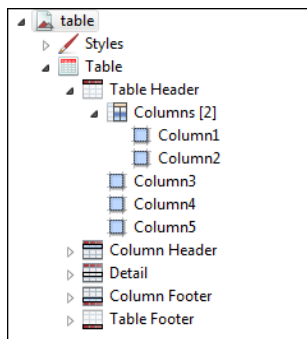 table
Styles
Table
Table Header
Columns [2]
Column1
Column2
Column3
Column4
Column5
Column Header
Detail
Column Footer
Table Footer